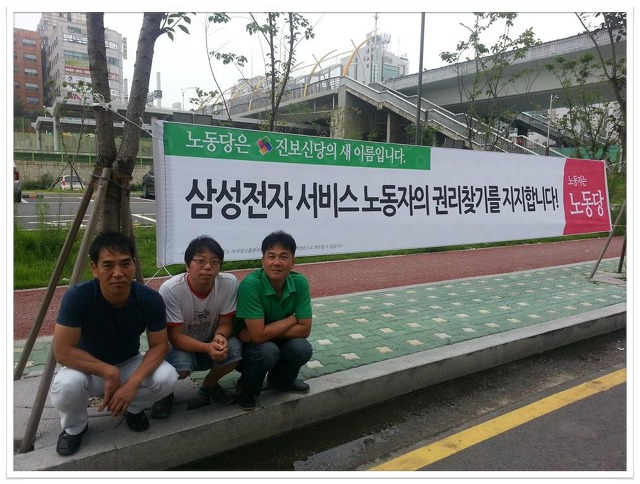 노동당은 진보신당의 새 이름입니다.
삼성전자 서비스 노동자의 권리찾기를 지지합니다!
노동자는
노동당